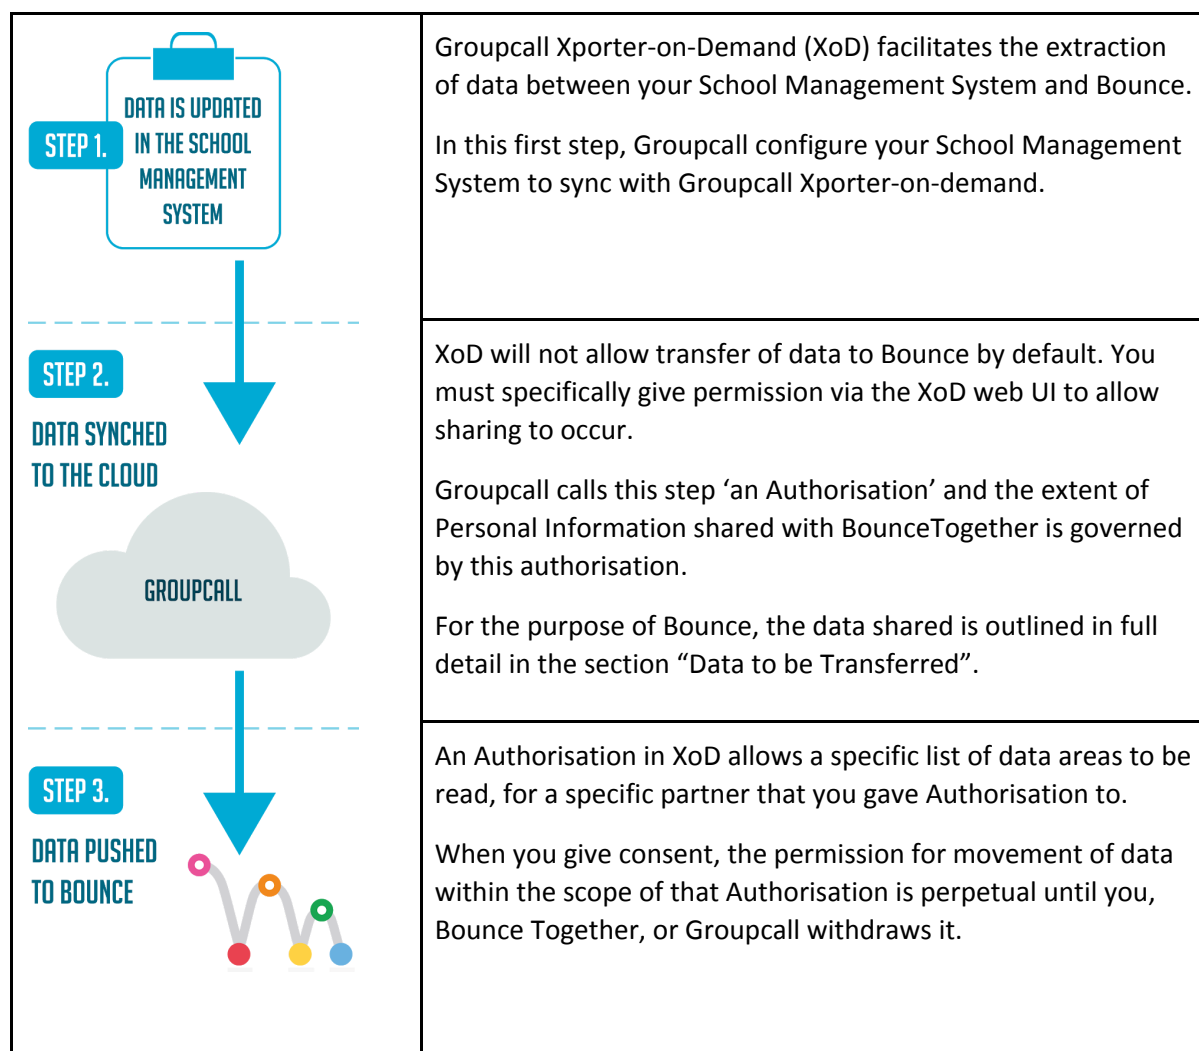 DATA IS UPDATED
IN THE SCHOOL
MANAGEMENT
SYSTEM
STEP 1.
Groupcall Xporter-on-Demand (XoD) facilitates the extraction
of data between your School Management System and Bounce.
In this first step, Groupcall configure your School Management
System to sync with Groupcall Xporter-on-demand.
STEP 2.
DATA SYNCHED
TO THE CLOUD
GROUPCALL
XoD will not allow transfer of data to Bounce by default. You
must specifically give permission via the XoD web UI to allow
sharing to occur.
Groupcall calls this step ‘an Authorisation’ and the extent of
Personal Information shared with BounceTogether is governed
by this authorisation.
For the purpose of Bounce, the data shared is outlined in full
detail in the section “Data to be Transferred”.
STEP 3.
DATA PUSHED
TO BOUNCE
An Authorisation in XoD allows a specific list of data areas to be
read, for a specific partner that you gave Authorisation to.
When you give consent, the permission for movement of data
within the scope of that Authorisation is perpetual until you,
Bounce Together, or Groupcall withdraws it.